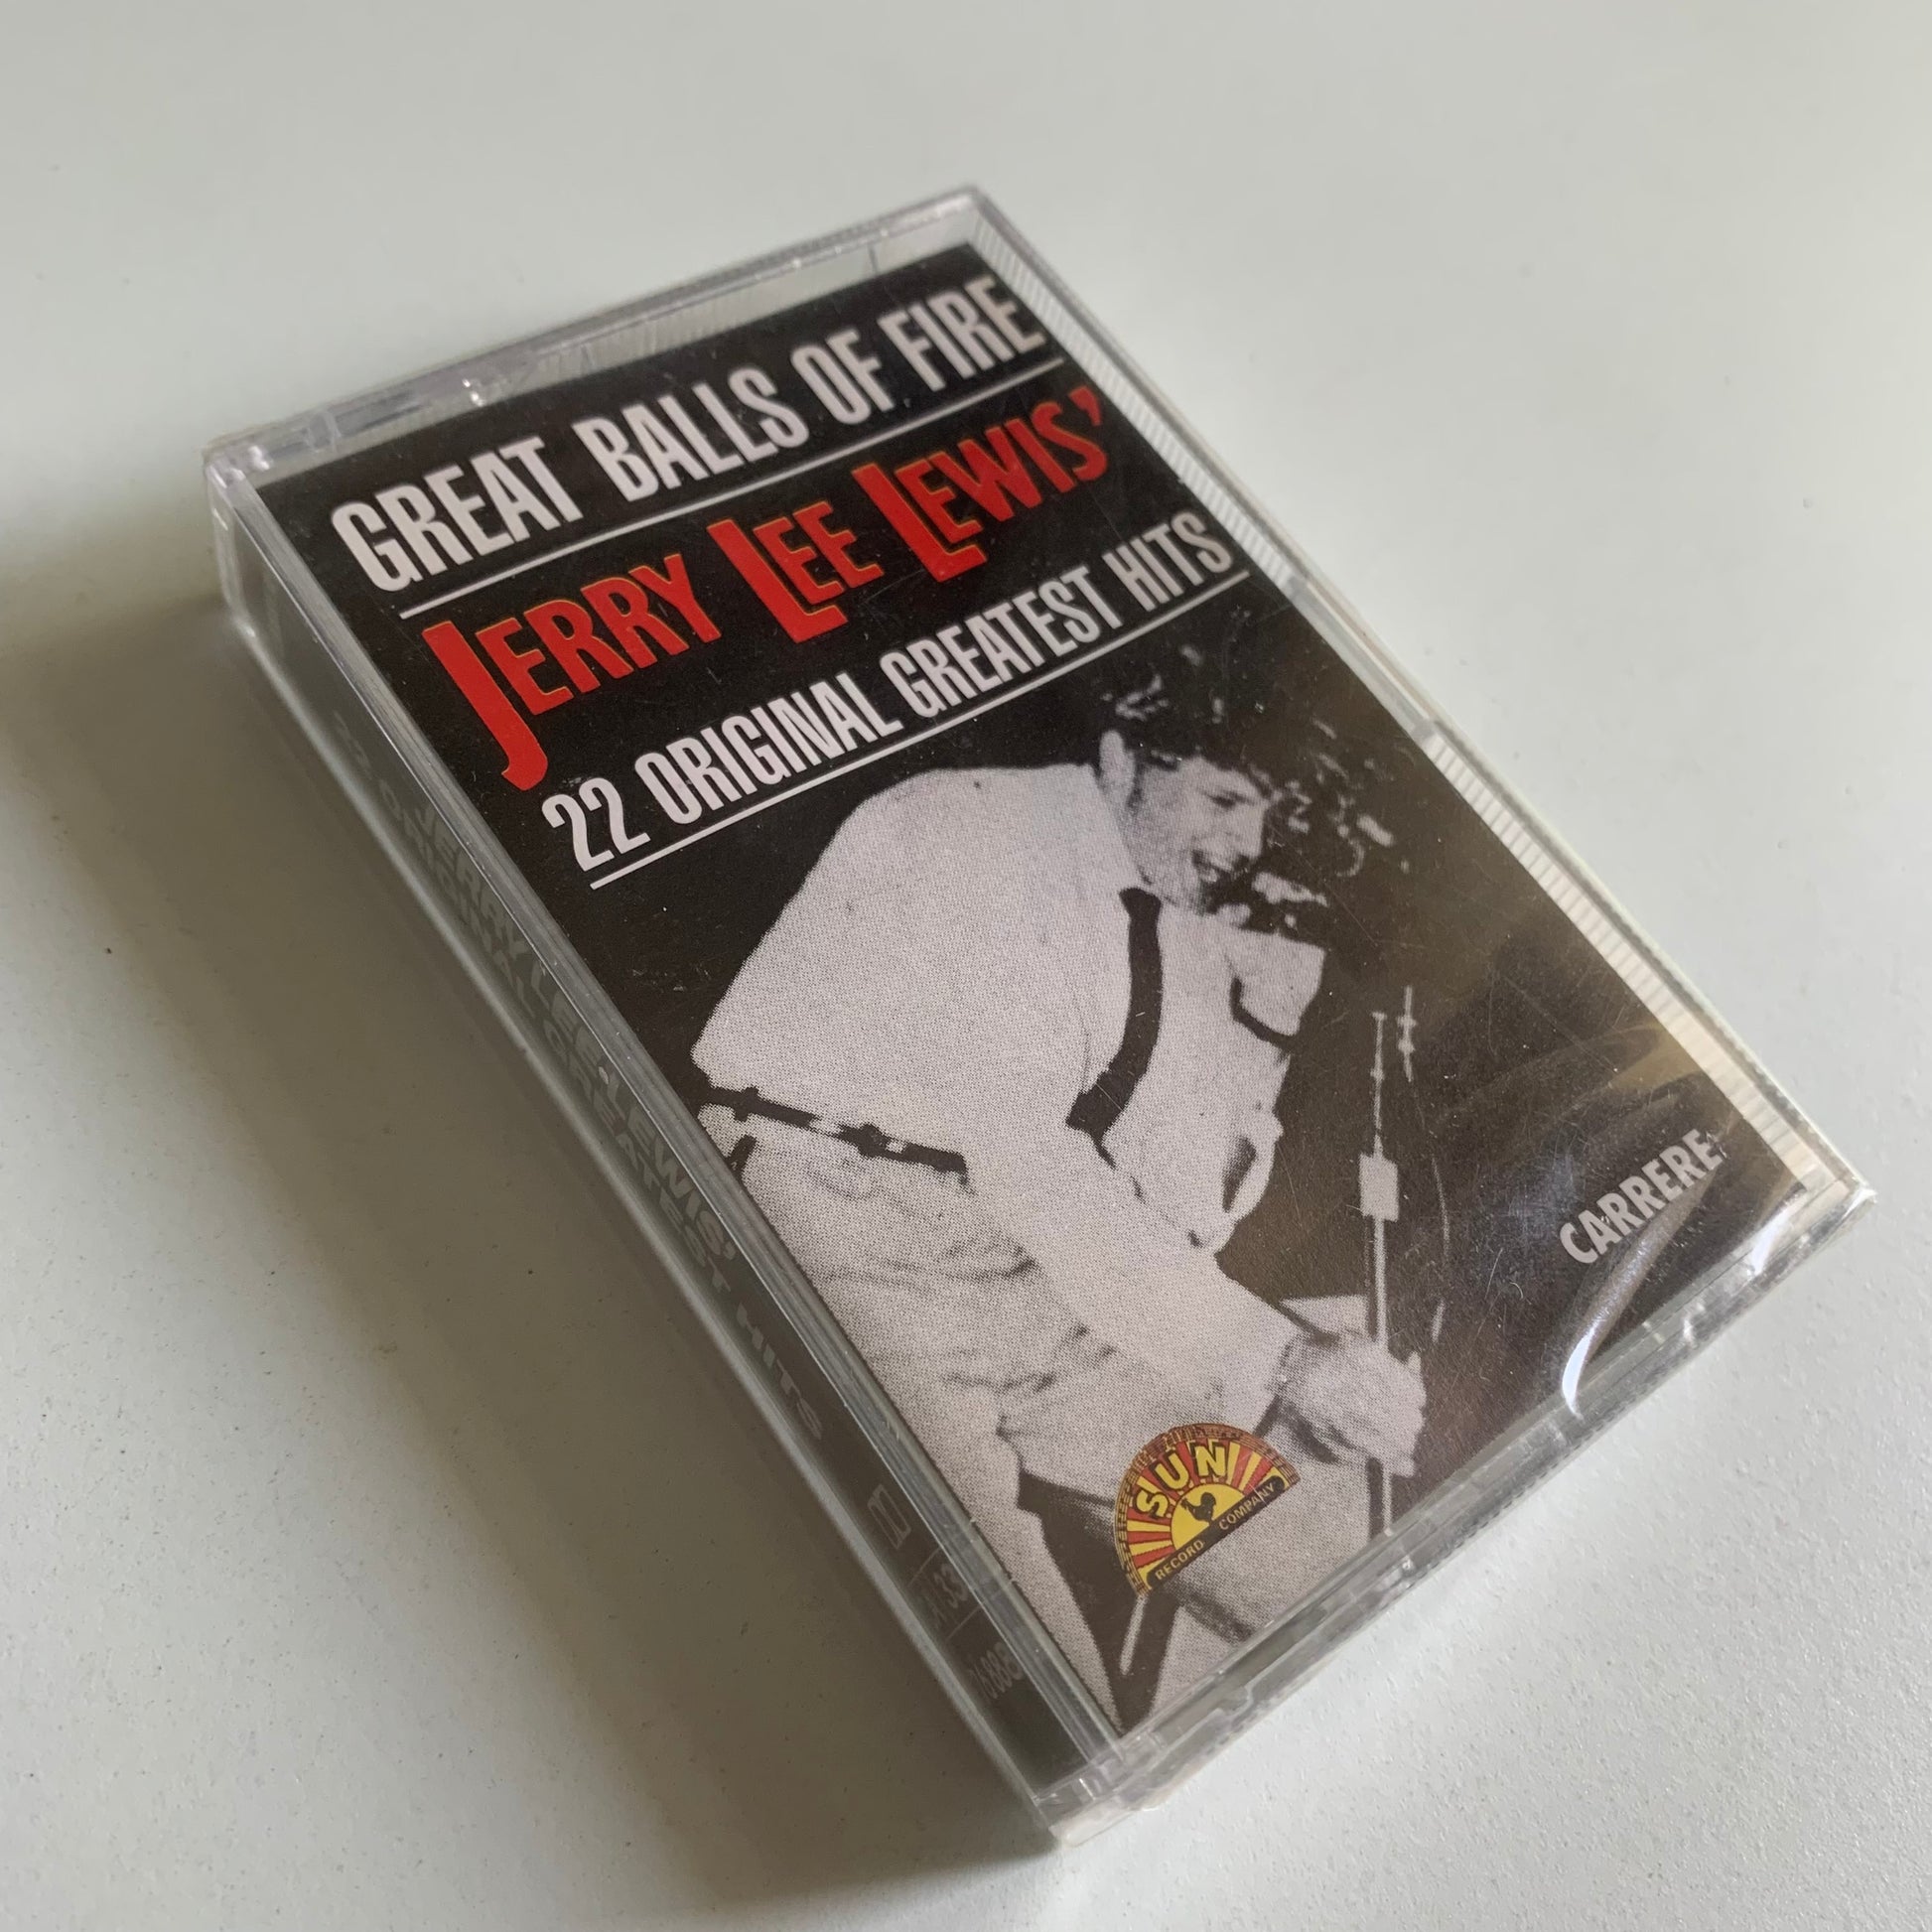 GREAT BALLS OF FIRE
JERRY LEE LEWIS'
22 ORIGINAL GREATEST HITS
CARRERE
SUN
RECORD COMPANY
JERRY LEE LEWIS'
22 ORIGINAL GREATEST HITS